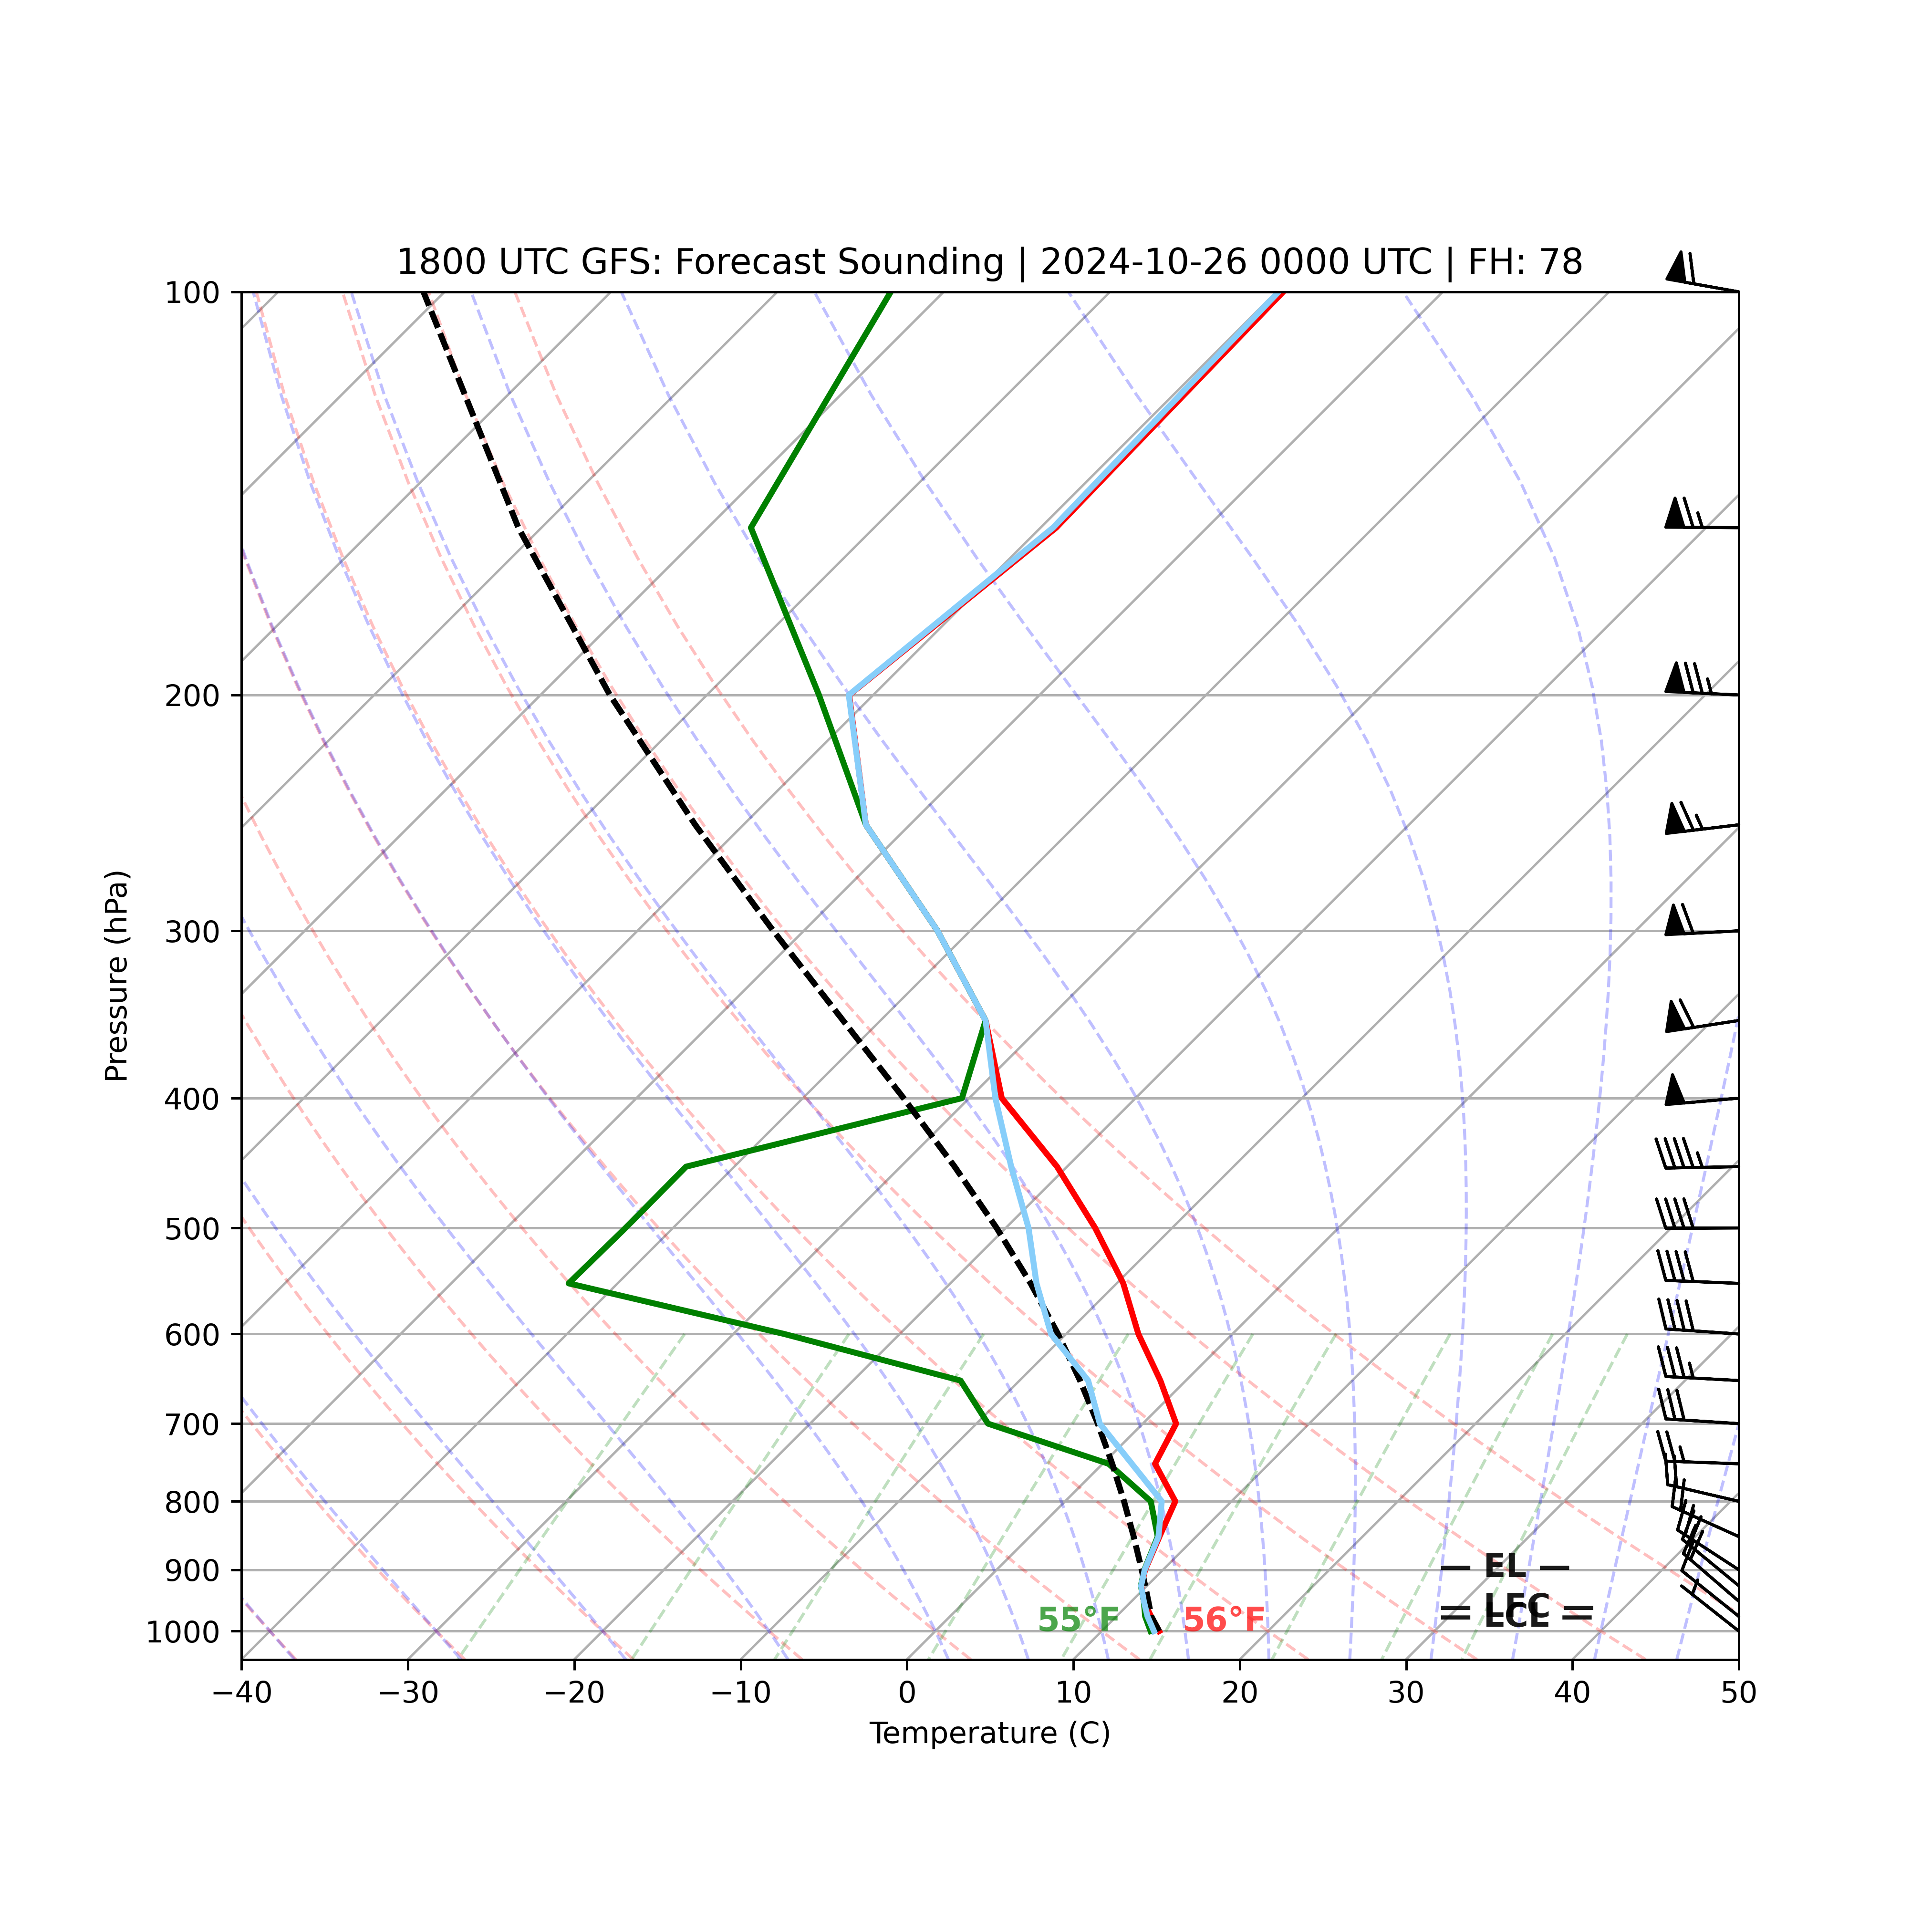 1800 UTC GFS: Forecast Sounding | 2024-10-26 0000 UTC | FH: 78
100
200
300
400
500
600
700
800
900
1000
Pressure (hPa)
— EL —
— LFC —
— LCL —
55°F
56°F
−40 −30 −20 −10 0 10 20 30 40 50
Temperature (C)